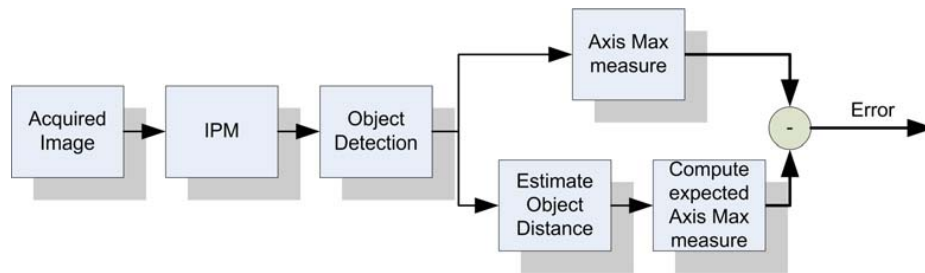 Acquired
Image
IPM
Object
Detection
Axis Max
measure
Estimate
Object
Distance
Compute
expected
Axis Max
measure
-
Error